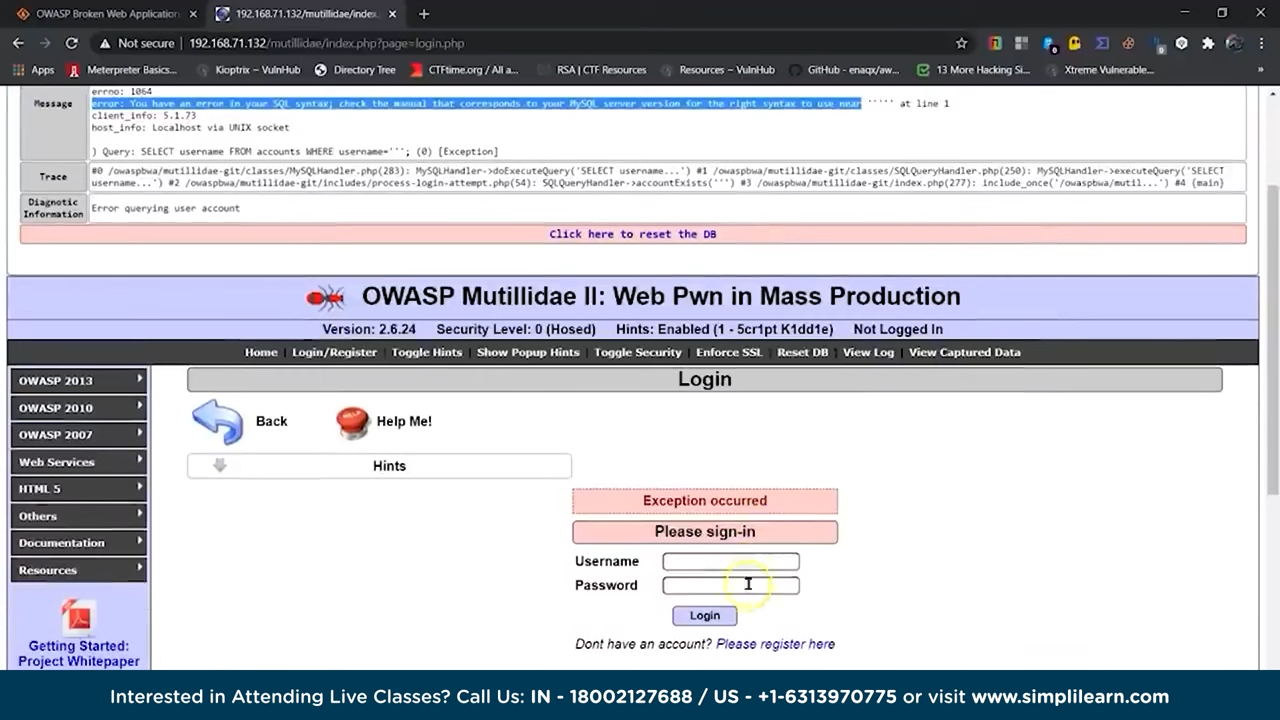 OWASP Broken Web Application
192.168.71.132/mutillidae/index.
Not secure
192.168.71.132/mutillidae/index.php?page=login.php
Apps
Meterpreter Basics...
Kioptrix – VulnHub
Directory Tree
CTFtime.org / All a...
RSA | CTF Resources
Resources – VulnHub
GitHub - enaqx/aw...
13 More Hacking Si...
Xtreme Vulnerable...
errno: 1064
Message
error: You have an error in your SQL syntax; check the manual that corresponds to your MySQL server version for the right syntax to use near ''''' at line 1
client_info: 5.1.73
host_info: Localhost via UNIX socket
) Query: SELECT username FROM accounts WHERE username='''; (0) [Exception]
Trace
#0 /owaspbwa/mutillidae-git/classes/MySQLHandler.php(283): MySQLHandler->doExecuteQuery('SELECT username...') #1 /owaspbwa/mutillidae-git/classes/SQLQueryHandler.php(250): MySQLHandler->executeQuery('SELECT
username...') #2 /owaspbwa/mutillidae-git/includes/process-login-attempt.php(54): SQLQueryHandler->accountExists(''') #3 /owaspbwa/mutillidae-git/index.php(277): include_once('/owaspbwa/mutil...') #4 {main}
Diagnostic
Information
Error querying user account
Click here to reset the DB
OWASP Mutillidae II: Web Pwn in Mass Production
Version: 2.6.24
Security Level: 0 (Hosed)
Hints: Enabled (1 - 5cr1pt K1dd1e)
Not Logged In
Home
Login/Register
Toggle Hints
Show Popup Hints
Toggle Security
Enforce SSL
Reset DB
View Log
View Captured Data
OWASP 2013
OWASP 2010
OWASP 2007
Web Services
HTML 5
Others
Documentation
Resources
Getting Started:
Project Whitepaper
Login
Back
HELP
Help Me!
Hints
Exception occurred
Please sign-in
Username
Password
Login
Dont have an account? Please register here
Interested in Attending Live Classes? Call Us: IN - 18002127688 / US - +1-6313970775 or visit www.simplilearn.com